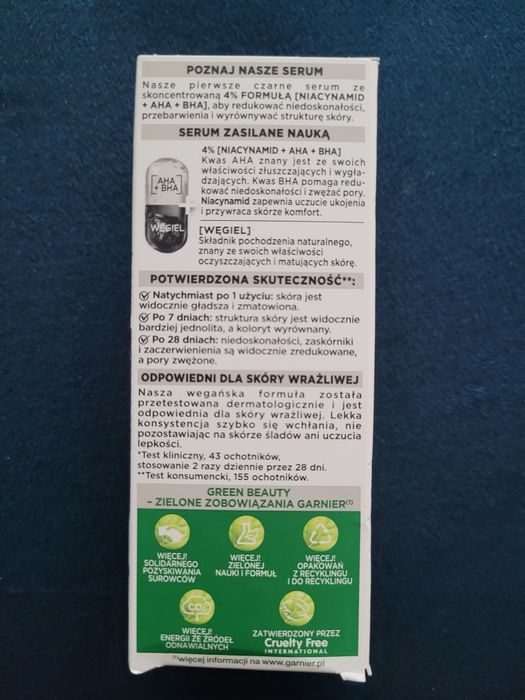 POZNAJ NASZE SERUM
Nasze pierwsze czarne serum ze
skoncentrowaną 4% FORMUŁĄ [NIACYNAMID
+ AHA + BHA], aby redukować niedoskonałości,
przebarwienia i wyrównywać strukturę skóry.
SERUM ZASILANE NAUKĄ
AHA
+ BHA
WĘGIEL
4% [NIACYNAMID + AHA + BHA]
Kwas AHA znany jest ze swoich
właściwości złuszczających i wygła-
dzających. Kwas BHA pomaga redu-
kować niedoskonałości i zwężać pory.
Niacynamid zapewnia uczucie ukojenia
i przywraca skórze komfort.
[WĘGIEL]
Składnik pochodzenia naturalnego,
znany ze swoich właściwości
oczyszczających i matujących skórę.
POTWIERDZONA SKUTECZNOŚĆ**:
Natychmiast po 1 użyciu: skóra jest
widocznie gładsza i zmatowiona.
Po 7 dniach: struktura skóry jest widocznie
bardziej jednolita, a koloryt wyrównany.
Po 28 dniach: niedoskonałości, zaskórniki
i zaczerwienienia są widocznie zredukowane,
a pory zwężone.
ODPOWIEDNI DLA SKÓRY WRAŻLIWEJ
Nasza wegańska formuła została
przetestowana dermatologicznie i jest
odpowiednia dla skóry wrażliwej. Lekka
konsystencja szybko się wchłania, nie
pozostawiając na skórze śladów ani uczucia
lepkości.
*Test kliniczny, 43 ochotników,
stosowanie 2 razy dziennie przez 28 dni.
**Test konsumencki, 155 ochotników.
GREEN BEAUTY
– ZIELONE ZOBOWIĄZANIA GARNIER(1)
WIĘCEJ!
SOLIDARNEGO
POZYSKIWANIA
SUROWCÓW
WIĘCEJ!
ZIELONEJ
NAUKI I FORMUŁ
WIĘCEJ!
OPAKOWAŃ
Z RECYKLINGU
I DO RECYKLINGU
CO₂
WIĘCEJ!
ENERGII ZE ŹRÓDEŁ
ODNAWIALNYCH
ZATWIERDZONY PRZEZ
Cruelty Free
INTERNATIONAL
(1)więcej informacji na www.garnier.pl